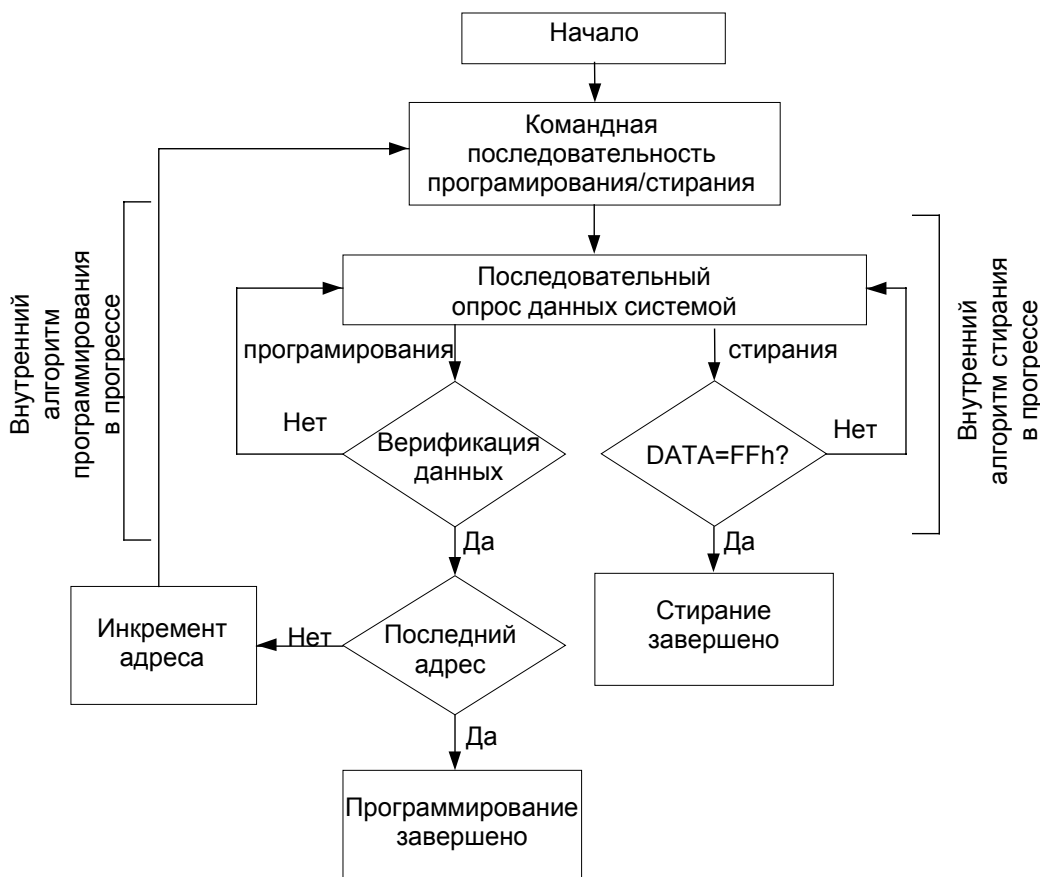 Начало
Командная
последовательность
програмирования/стирания
Внутренний
алгоритм
программирования
в прогрессе
Последовательный
опрос данных системой
Внутренний
алгоритм стирания
в прогрессе
програмирования
стирания
Нет
Верификация
данных
DATA=FFh?
Нет
Да
Да
Инкремент
адреса
Нет
Последний
адрес
Стирание
завершено
Да
Программирование
завершено